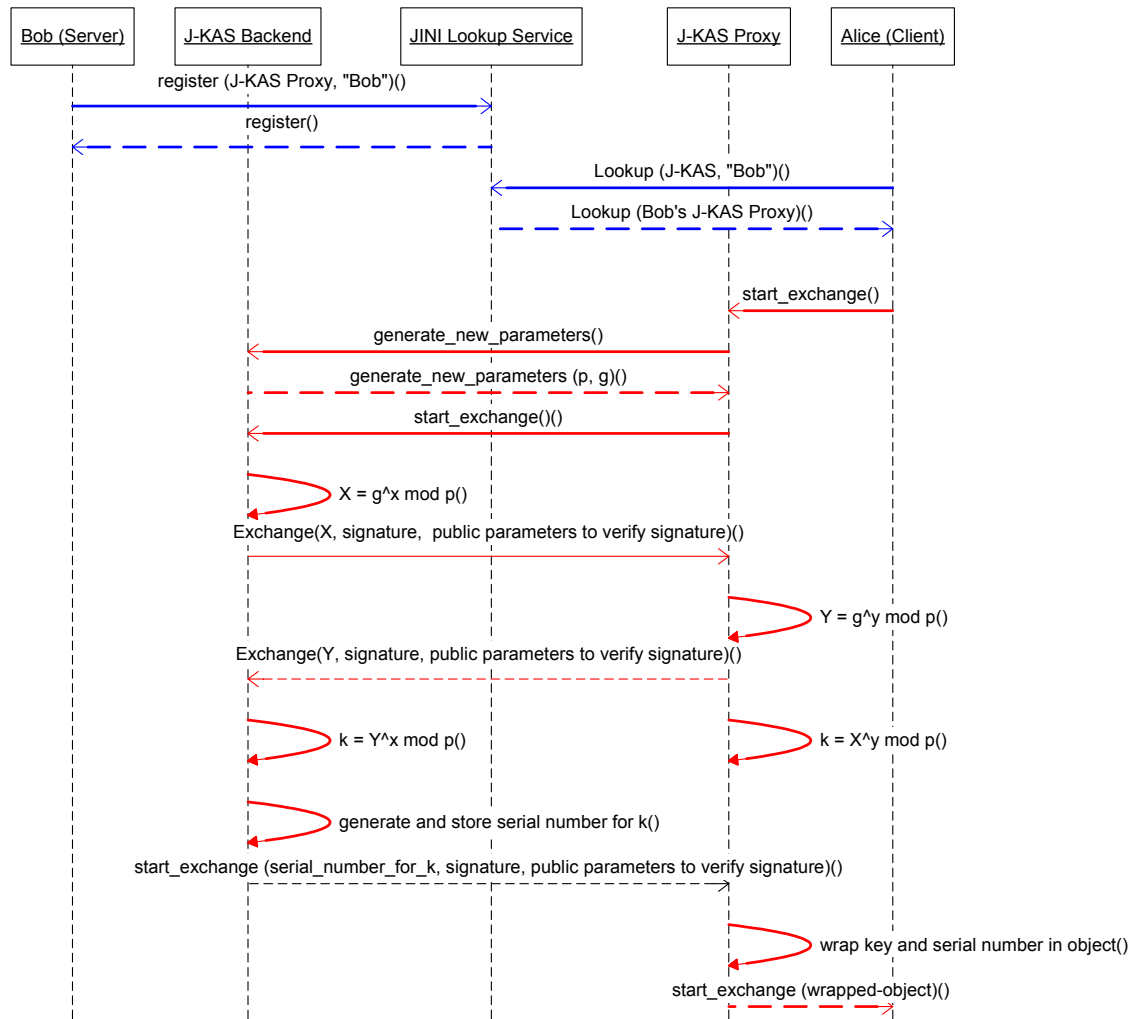 Bob (Server)
J-KAS Backend
JINI Lookup Service
J-KAS Proxy
Alice (Client)
register (J-KAS Proxy, "Bob")()
register()
Lookup (J-KAS, "Bob")()
Lookup (Bob's J-KAS Proxy)()
start_exchange()
generate_new_parameters()
generate_new_parameters (p, g)()
start_exchange()()
X = g^x mod p()
Exchange(X, signature,  public parameters to verify signature)()
Y = g^y mod p()
Exchange(Y, signature, public parameters to verify signature)()
k = Y^x mod p()
k = X^y mod p()
generate and store serial number for k()
start_exchange (serial_number_for_k, signature, public parameters to verify signature)()
wrap key and serial number in object()
start_exchange (wrapped-object)()